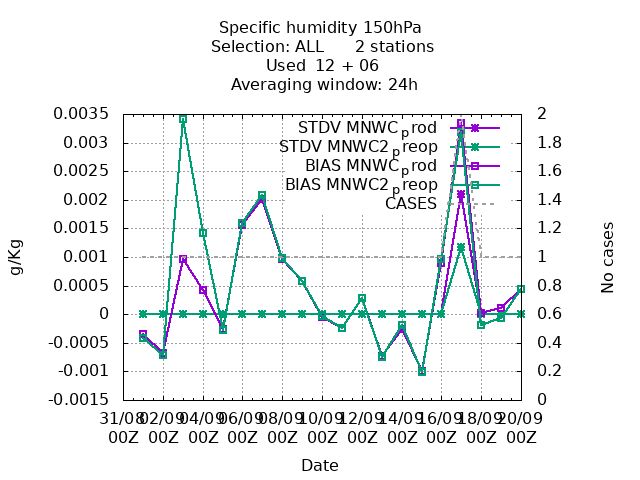 Specific humidity 150hPa
Selection: ALL 2 stations
Used 12 + 06
Averaging window: 24h
STDV MNWC_prod
STDV MNWC2_preop
BIAS MNWC_prod
BIAS MNWC2_preop
CASES
0.0035
0.003
0.0025
0.002
0.0015
0.001
0.0005
0
-0.0005
-0.001
-0.0015
g/Kg
2
1.8
1.6
1.4
1.2
1
0.8
0.6
0.4
0.2
0
No cases
31/08 02/09 04/09 06/09 08/09 10/09 12/09 14/09 16/09 18/09 20/09
00Z 00Z 00Z 00Z 00Z 00Z 00Z 00Z 00Z 00Z 00Z
Date